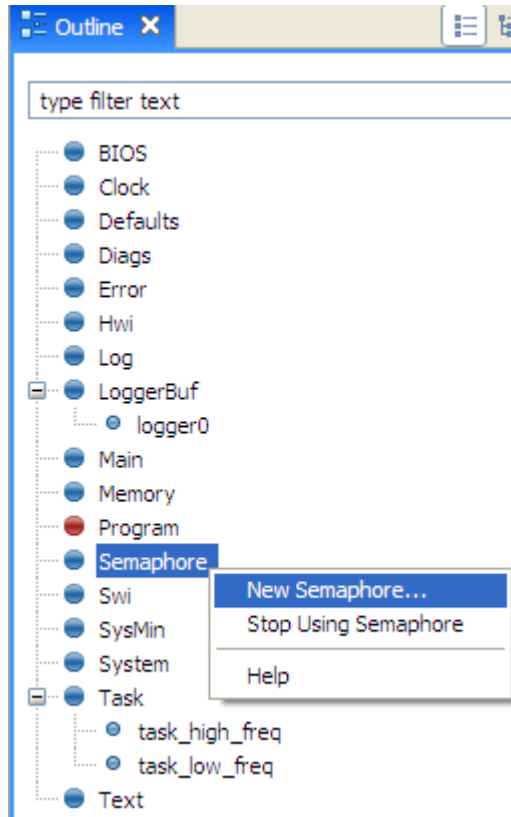 Outline
type filter text
BIOS
Clock
Defaults
Diags
Error
Hwi
Log
LoggerBuf
logger0
Main
Memory
Program
Semaphore
New Semaphore...
Swi
Stop Using Semaphore
SysMin
System
Help
Task
task_high_freq
task_low_freq
Text